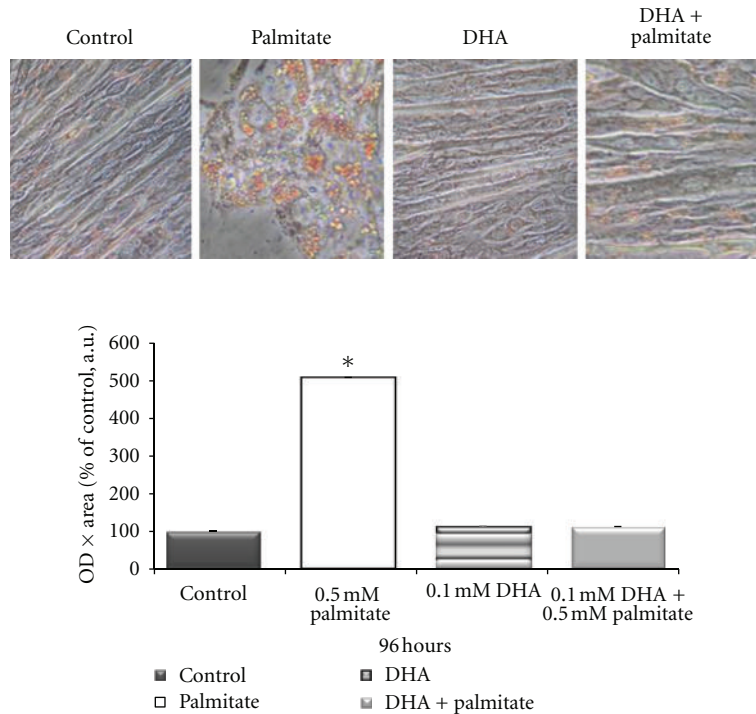 Control
Palmitate
DHA
DHA +
palmitate
OD × area (% of control, a.u.)
600
500
400
300
200
100
0
*
Control
0.5 mM
palmitate
0.1 mM DHA
0.1 mM DHA +
0.5 mM palmitate
96 hours
Control
DHA
Palmitate
DHA + palmitate